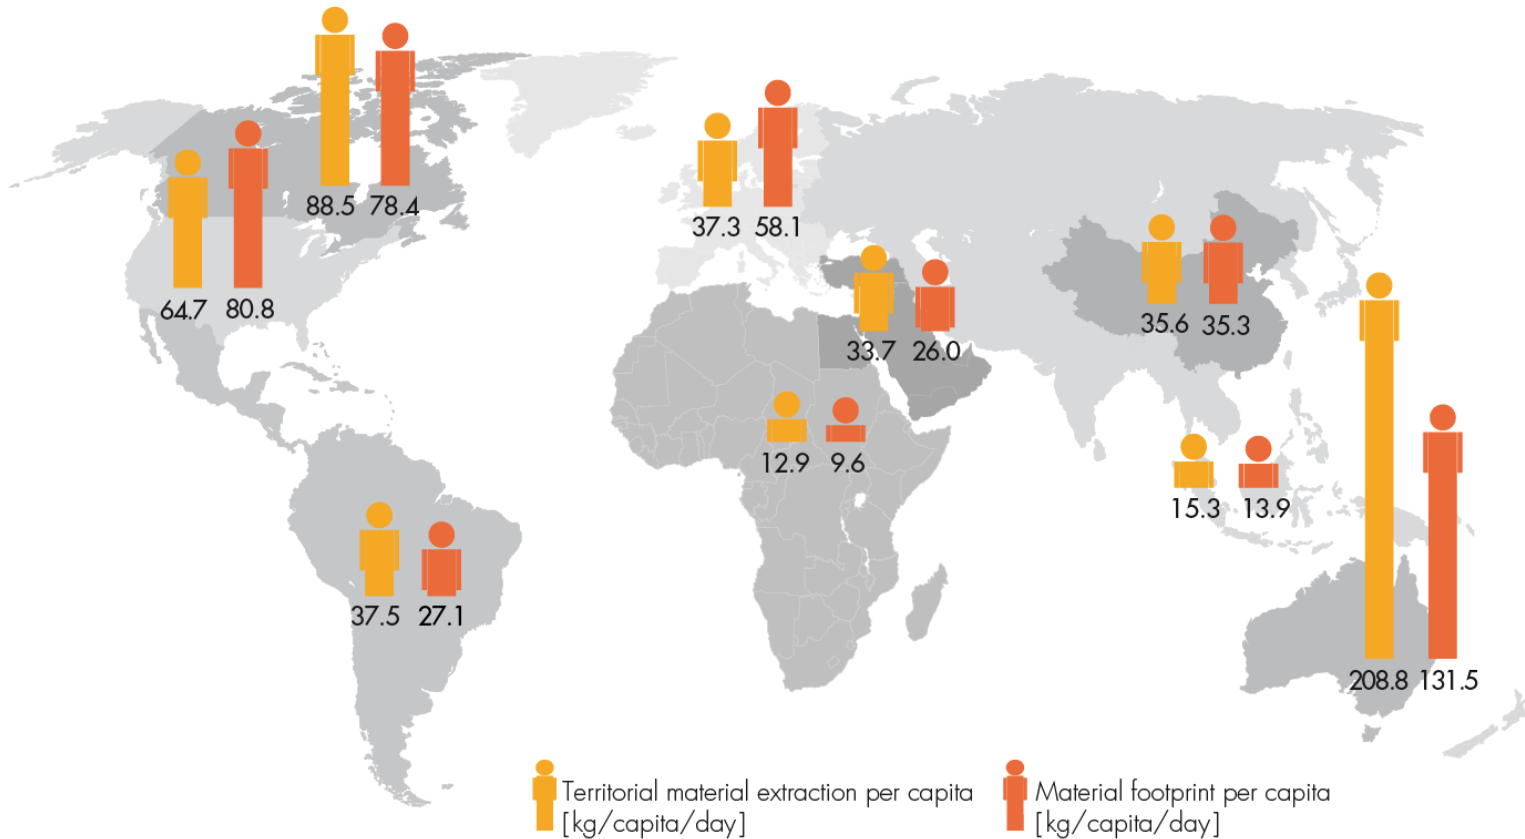 88.5 78.4
37.3 58.1
64.7 80.8
35.6 35.3
33.7 26.0
12.9 9.6
15.3 13.9
37.5 27.1
208.8 131.5
Territorial material extraction per capita
[kg/capita/day]
Material footprint per capita
[kg/capita/day]